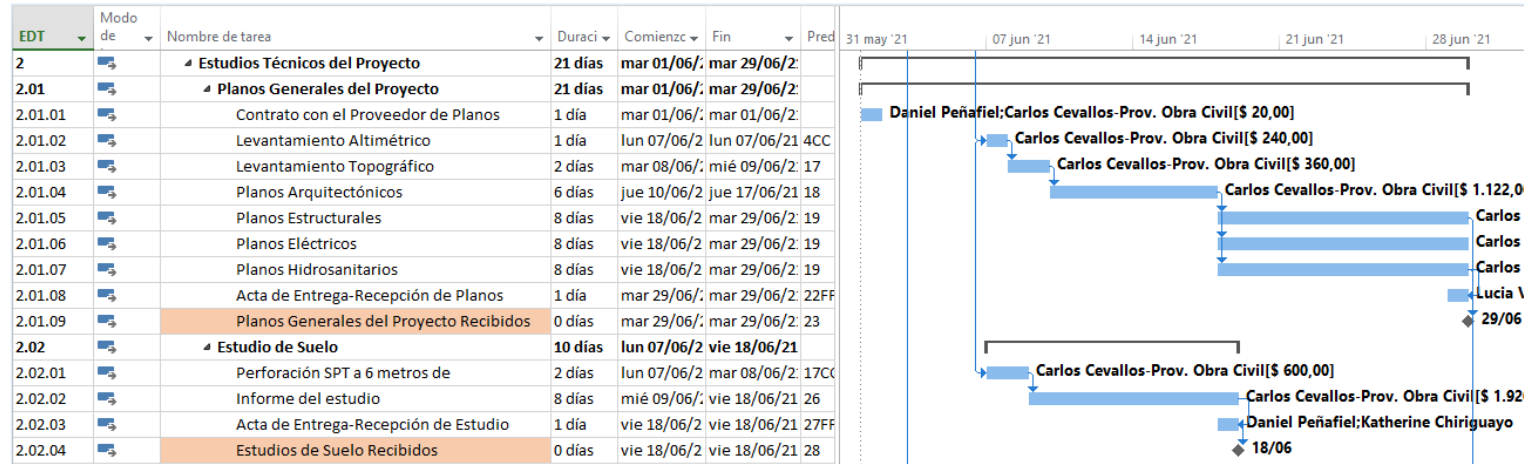 EDT Modo de Nombre de tarea Duraci Comienzo Fin Pred 31 may '21 07 jun '21 14 jun '21 21 jun '21 28 jun '21
2 Estudios Técnicos del Proyecto 21 días mar 01/06/2 mar 29/06/2
2.01 Planos Generales del Proyecto 21 días mar 01/06/2 mar 29/06/2
2.01.01 Contrato con el Proveedor de Planos 1 día mar 01/06/2 mar 01/06/2 Daniel Peñafiel;Carlos Cevallos-Prov. Obra Civil[$ 20,00]
2.01.02 Levantamiento Altimétrico 1 día lun 07/06/2 lun 07/06/21 4CC Carlos Cevallos-Prov. Obra Civil[$ 240,00]
2.01.03 Levantamiento Topográfico 2 días mar 08/06/2 mié 09/06/2 17 Carlos Cevallos-Prov. Obra Civil[$ 360,00]
2.01.04 Planos Arquitectónicos 6 días jue 10/06/2 jue 17/06/21 18 Carlos Cevallos-Prov. Obra Civil[$ 1.122,0
2.01.05 Planos Estructurales 8 días vie 18/06/2 mar 29/06/2 19 Carlos
2.01.06 Planos Eléctricos 8 días vie 18/06/2 mar 29/06/2 19 Carlos
2.01.07 Planos Hidrosanitarios 8 días vie 18/06/2 mar 29/06/2 19 Carlos
2.01.08 Acta de Entrega-Recepción de Planos 1 día mar 29/06/2 mar 29/06/2 22FF Lucia V
2.01.09 Planos Generales del Proyecto Recibidos 0 días mar 29/06/2 mar 29/06/2 23 29/06
2.02 Estudio de Suelo 10 días lun 07/06/2 vie 18/06/21
2.02.01 Perforación SPT a 6 metros de 2 días lun 07/06/2 mar 08/06/2 17CC Carlos Cevallos-Prov. Obra Civil[$ 600,00]
2.02.02 Informe del estudio 8 días mié 09/06/2 vie 18/06/21 26 Carlos Cevallos-Prov. Obra Civil[$ 1.92
2.02.03 Acta de Entrega-Recepción de Estudio 1 día vie 18/06/2 vie 18/06/21 27FF Daniel Peñafiel;Katherine Chiriguayo
2.02.04 Estudios de Suelo Recibidos 0 días vie 18/06/2 vie 18/06/21 28 18/06